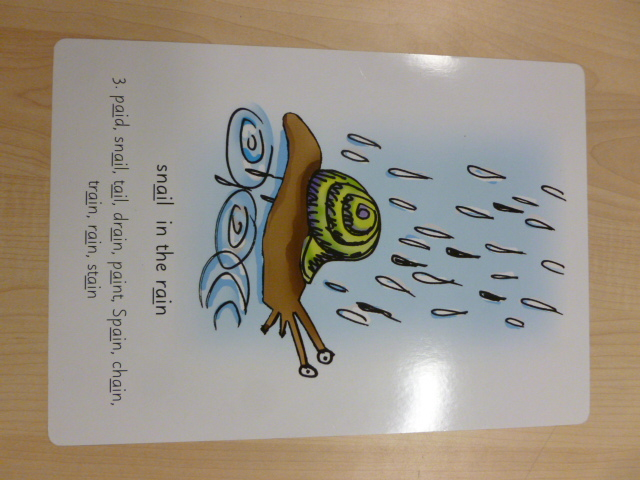 snail in the rain
3. paid, snail, tail, drain, paint, Spain, chain,
train, rain, stain